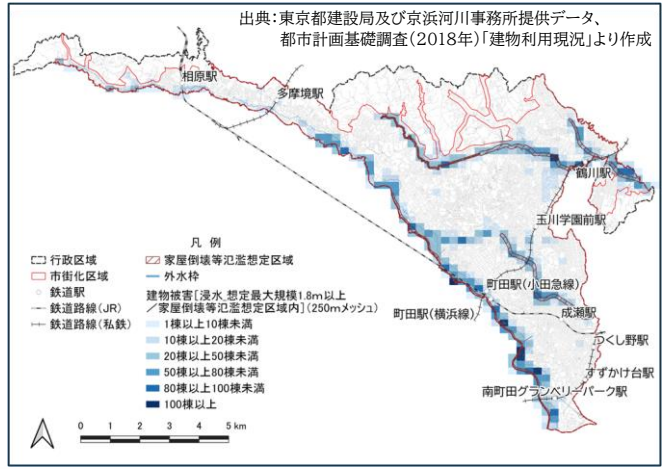 出典:東京都建設局及び京浜河川事務所提供データ、
都市計画基礎調査(2018年)「建物利用現況」より作成
相原駅
多摩境駅
鶴川駅
玉川学園前駅
町田駅(小田急線)
町田駅(横浜線)
成瀬駅
つくし野駅
すずかけ台駅
南町田グランベリーパーク駅
凡 例
行政区域
市街化区域
鉄道駅
鉄道路線(JR)
鉄道路線(私鉄)
家屋倒壊等氾濫想定区域
外水枠
建物被害[浸水_想定最大規模1.8m以上
/家屋倒壊等氾濫想定区域内](250mメッシュ)
1棟以上10棟未満
10棟以上20棟未満
20棟以上50棟未満
50棟以上80棟未満
80棟以上100棟未満
100棟以上
0 1 2 3 4 5 km